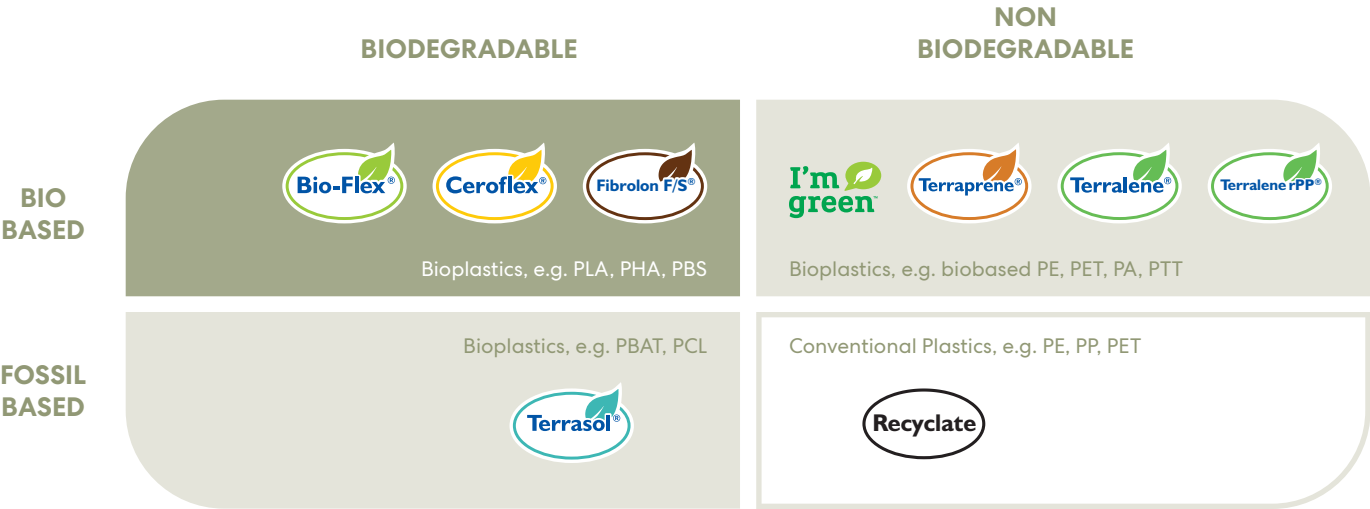 BIODEGRADABLE
NON
BIODEGRADABLE
BIO
BASED
Bio-Flex®
Ceroflex®
Fibrolon F/S®
Bioplastics, e.g. PLA, PHA, PBS
I'm
green™
Terraprene®
Terralene®
Terralene rPP®
Bioplastics, e.g. biobased PE, PET, PA, PTT
FOSSIL
BASED
Bioplastics, e.g. PBAT, PCL
Terrasol®
Conventional Plastics, e.g. PE, PP, PET
Recyclate